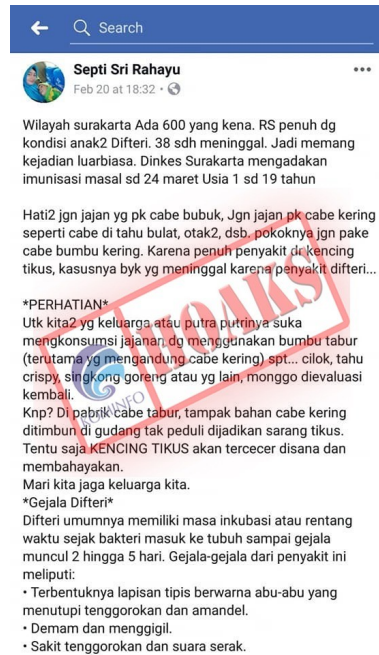 Search
Septi Sri Rahayu
Feb 20 at 18:32
Wilayah surakarta Ada 600 yang kena. RS penuh dg
kondisi anak2 Difteri. 38 sdh meninggal. Jadi memang
kejadian luarbiasa. Dinkes Surakarta mengadakan
imunisasi masal sd 24 maret Usia 1 sd 19 tahun
Hati2 jgn jajan yg pk cabe bubuk, Jgn jajan pk cabe kering
seperti cabe di tahu bulat, otak2, dsb. pokoknya jgn pake
cabe bumbu kering. Karena penuh penyakit dr kencing
tikus, kasusnya byk yg meninggal karena penyakit difteri...
*PERHATIAN*
Utk kita2 yg keluarga atau putra putrinya suka
mengkonsumsi jajanan dg menggunakan bumbu tabur
(terutama yg mengandung cabe kering) spt... cilok, tahu
crispy, singkong goreng atau yg lain, monggo dievaluasi
kembali.
Knp? Di pabrik cabe tabur, tampak bahan cabe kering
ditimbun di gudang tak peduli dijadikan sarang tikus.
Tentu saja KENCING TIKUS akan tercecer disana dan
membahayakan.
Mari kita jaga keluarga kita.
*Gejala Difteri*
Difteri umumnya memiliki masa inkubasi atau rentang
waktu sejak bakteri masuk ke tubuh sampai gejala
muncul 2 hingga 5 hari. Gejala-gejala dari penyakit ini
meliputi:
• Terbentuknya lapisan tipis berwarna abu-abu yang
menutupi tenggorokan dan amandel.
• Demam dan menggigil.
• Sakit tenggorokan dan suara serak.
HOAKS
KOMINFO